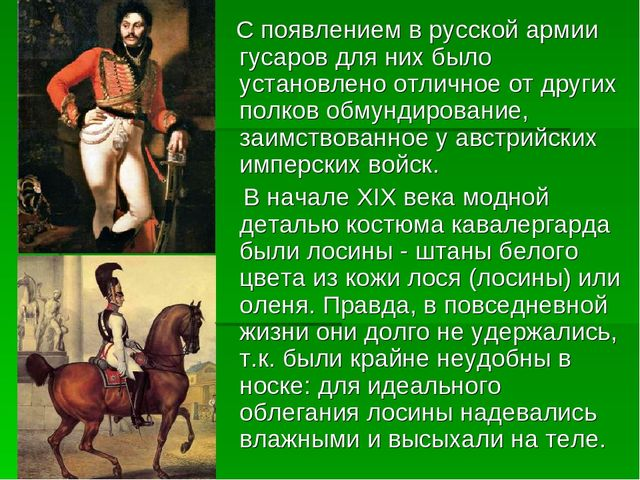 С появлением в русской армии
гусаров для них было
установлено отличное от других
полков обмундирование,
заимствованное у австрийских
имперских войск.
В начале XIX века модной
деталью костюма кавалергарда
были лосины - штаны белого
цвета из кожи лося (лосины) или
оленя. Правда, в повседневной
жизни они долго не удержались,
т.к. были крайне неудобны в
носке: для идеального
облегания лосины надевались
влажными и высыхали на теле.